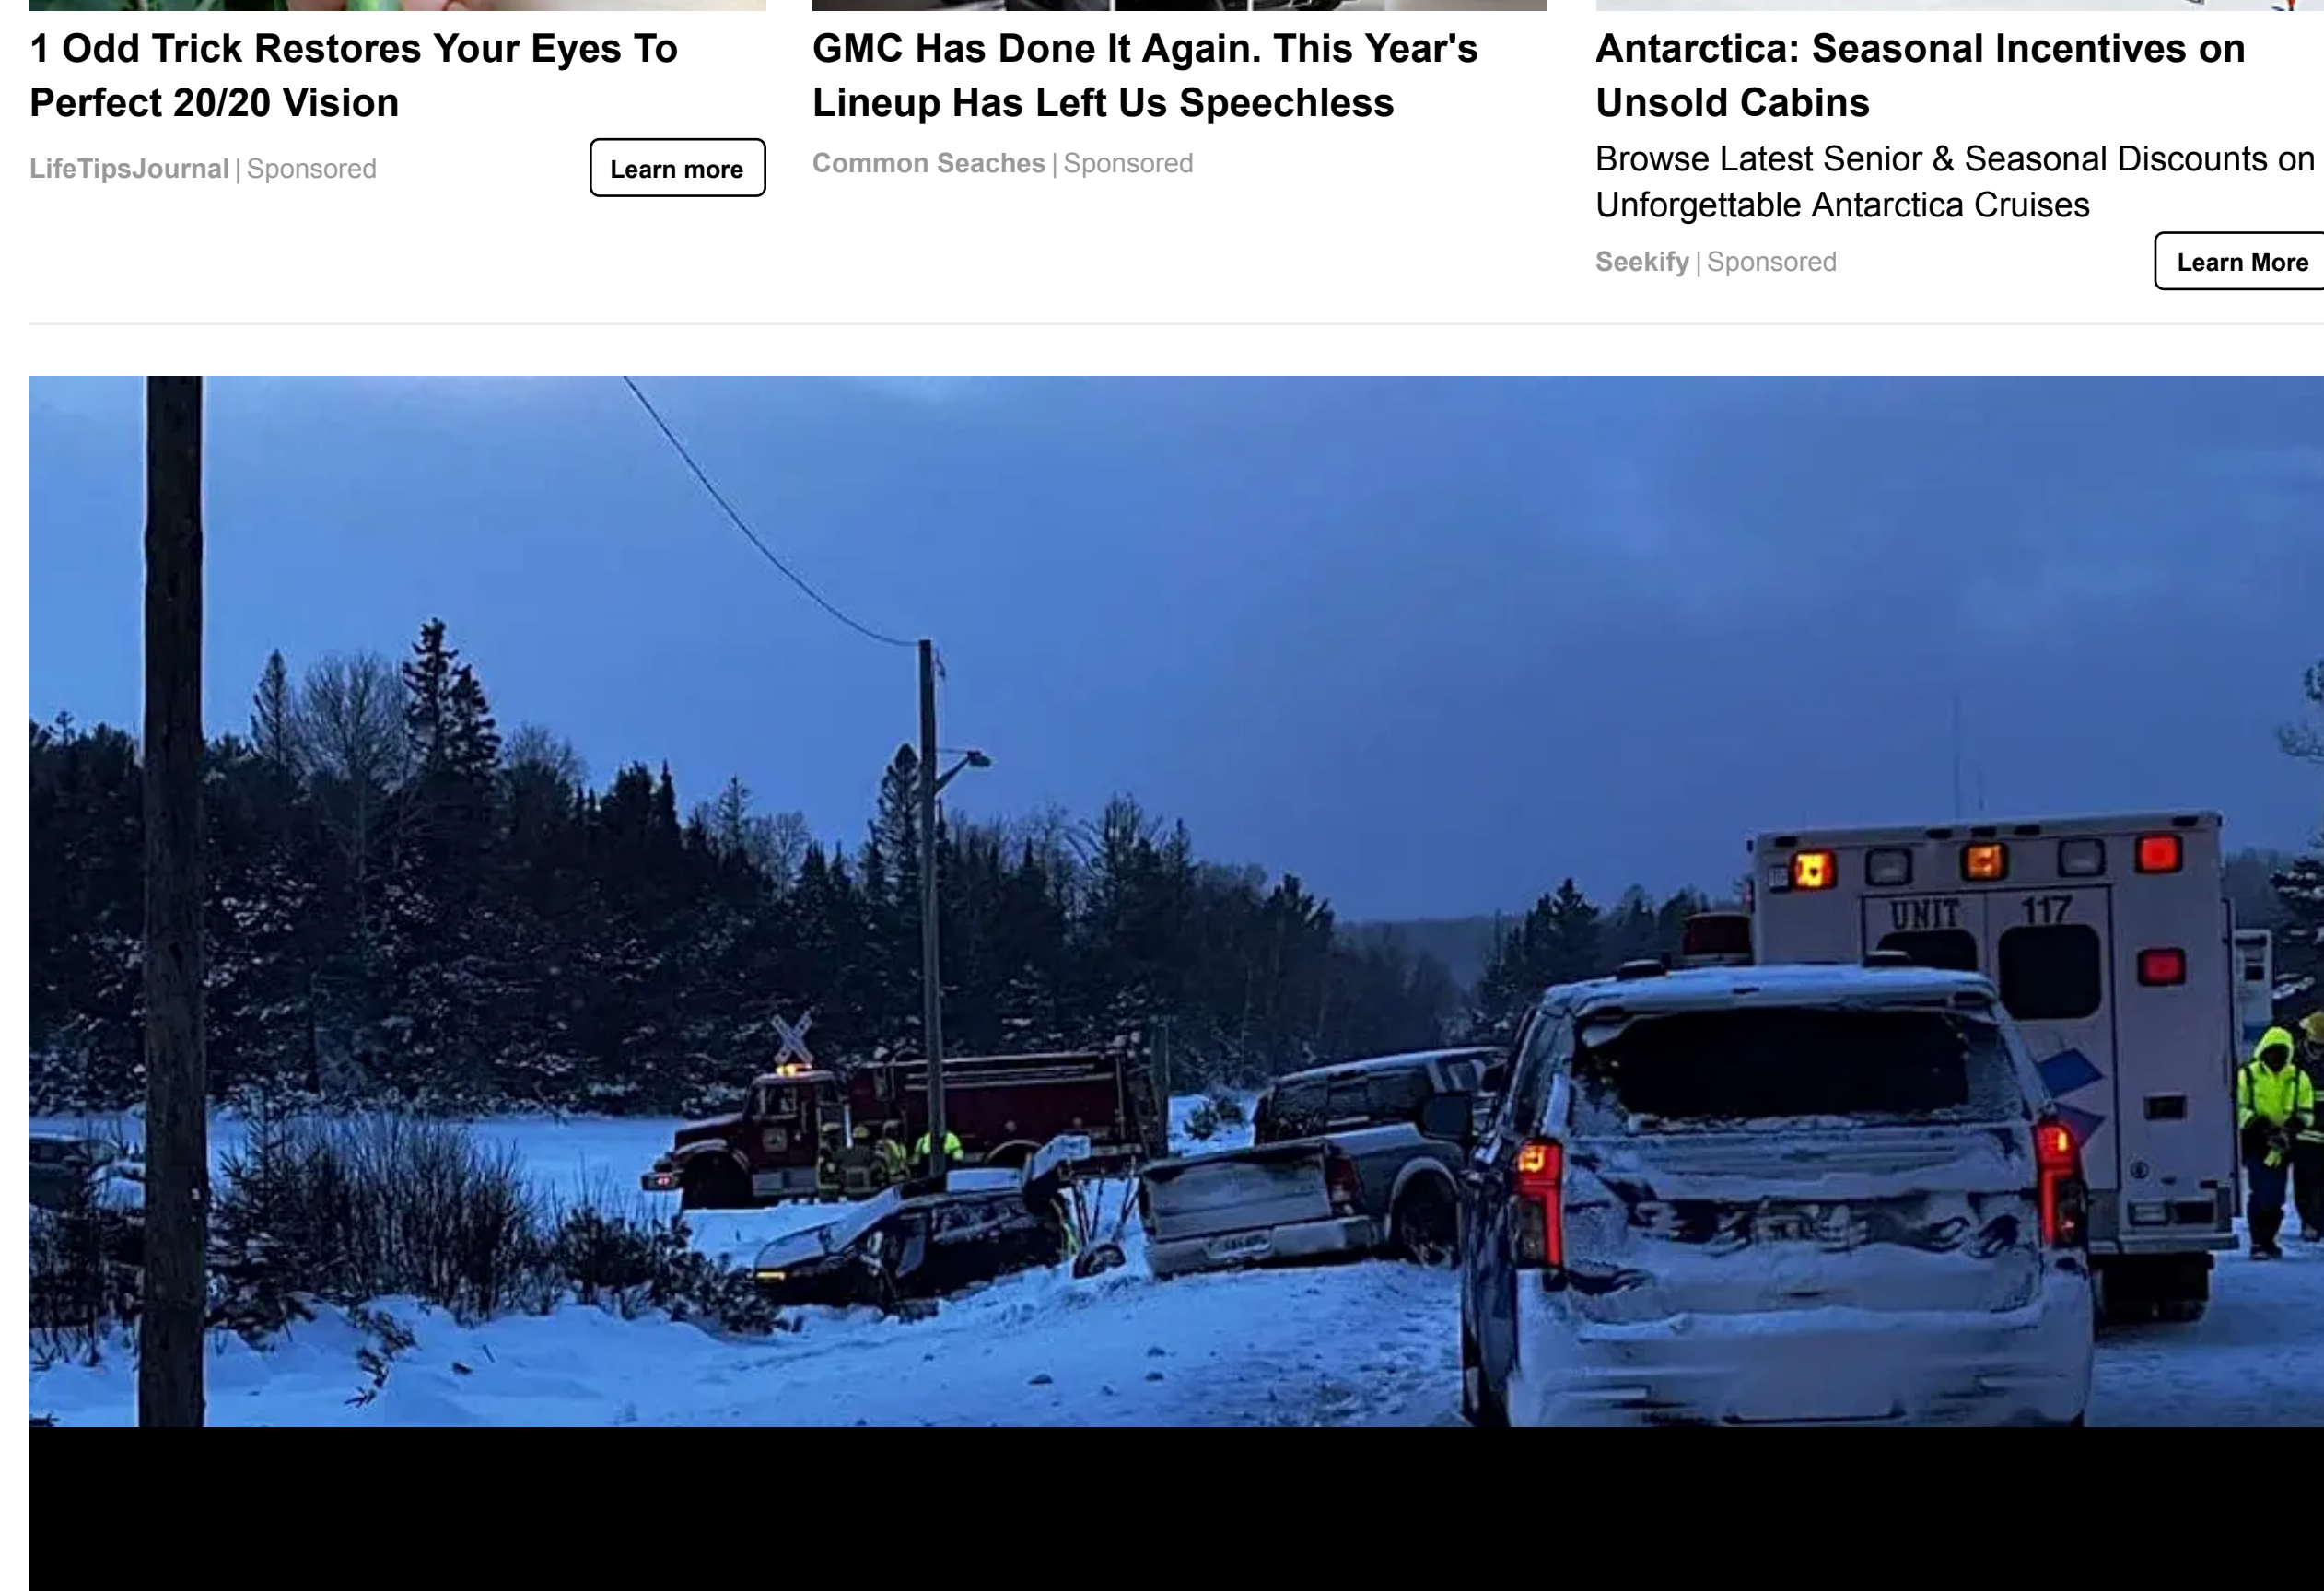 1 Odd Trick Restores Your Eyes To
Perfect 20/20 Vision
LifeTipsJournal | Sponsored
Learn more
GMC Has Done It Again. This Year's
Lineup Has Left Us Speechless
Common Seaches | Sponsored
Antarctica: Seasonal Incentives on
Unsold Cabins
Browse Latest Senior & Seasonal Discounts on
Unforgettable Antarctica Cruises
Seekify | Sponsored
Learn More
UNIT 117